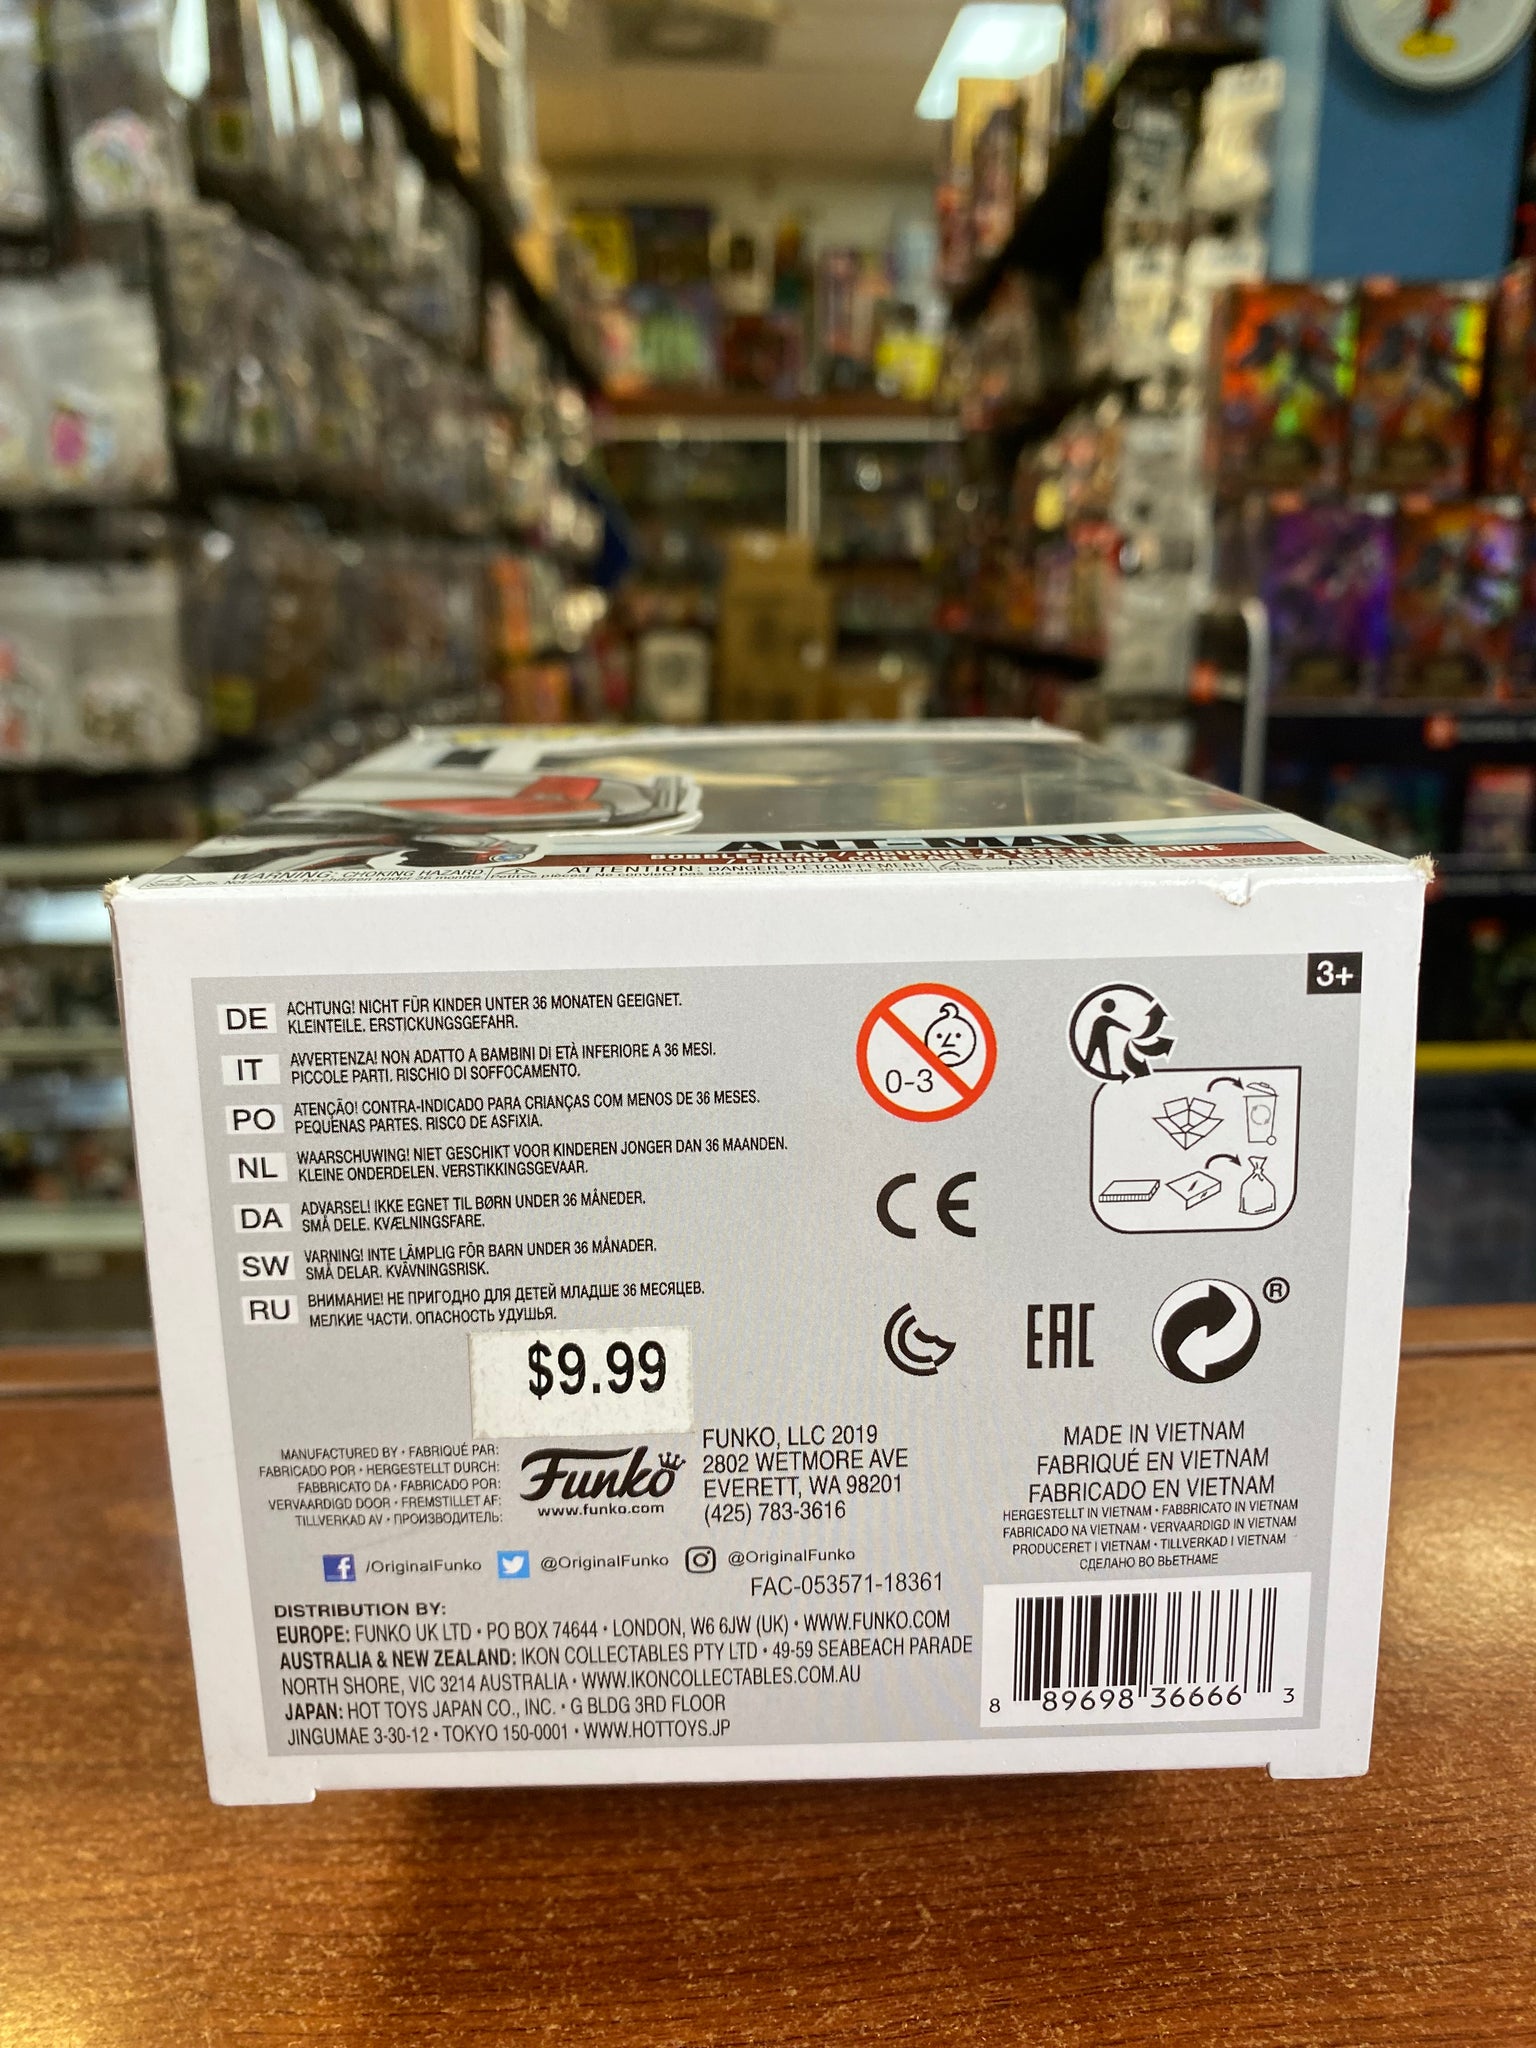 ANT-MAN
WARNING: CHOKING HAZARD
ATTENTION: DANGER D'ÉTOUFFEMENT
3+
DE ACHTUNG! NICHT FÜR KINDER UNTER 36 MONATEN GEEIGNET.
KLEINTEILE. ERSTICKUNGSGEFAHR.
IT AVVERTENZA! NON ADATTO A BAMBINI DI ETÀ INFERIORE A 36 MESI.
PICCOLE PARTI. RISCHIO DI SOFFOCAMENTO.
PO ATENÇÃO! CONTRA-INDICADO PARA CRIANÇAS COM MENOS DE 36 MESES.
PEQUENAS PARTES. RISCO DE ASFIXIA.
NL WAARSCHUWING! NIET GESCHIKT VOOR KINDEREN JONGER DAN 36 MAANDEN.
KLEINE ONDERDELEN. VERSTIKKINGSGEVAAR.
DA ADVARSEL! IKKE EGNET TIL BØRN UNDER 36 MÅNEDER.
SMÅ DELE. KVÆLNINGSFARE.
SW VARNING! INTE LÄMPLIG FÖR BARN UNDER 36 MÅNADER.
SMÅ DELAR. KVÄVNINGSRISK.
RU ВНИМАНИЕ! НЕ ПРИГОДНО ДЛЯ ДЕТЕЙ МЛАДШЕ 36 МЕСЯЦЕВ.
МЕЛКИЕ ЧАСТИ. ОПАСНОСТЬ УДУШЬЯ.
0-3
CE
EAC
®
$9.99
MANUFACTURED BY • FABRIQUÉ PAR:
FABRICADO POR • HERGESTELLT DURCH:
FABBRICATO DA • FABRICADO POR:
VERVAARDIGD DOOR • FREMSTILLET AF:
TILLVERKAD AV • ПРОИЗВОДИТЕЛЬ:
Funko
www.funko.com
FUNKO, LLC 2019
2802 WETMORE AVE
EVERETT, WA 98201
(425) 783-3616
MADE IN VIETNAM
FABRIQUÉ EN VIETNAM
FABRICADO EN VIETNAM
HERGESTELLT IN VIETNAM • FABBRICATO IN VIETNAM
FABRICADO NA VIETNAM • VERVAARDIGD IN VIETNAM
PRODUCERET I VIETNAM • TILLVERKAD I VIETNAM
СДЕЛАНО ВО ВЬЕТНАМЕ
/OriginalFunko @OriginalFunko @OriginalFunko
FAC-053571-18361
DISTRIBUTION BY:
EUROPE: FUNKO UK LTD • PO BOX 74644 • LONDON, W6 6JW (UK) • WWW.FUNKO.COM
AUSTRALIA & NEW ZEALAND: IKON COLLECTABLES PTY LTD • 49-59 SEABEACH PARADE
NORTH SHORE, VIC 3214 AUSTRALIA • WWW.IKONCOLLECTABLES.COM.AU
JAPAN: HOT TOYS JAPAN CO., INC. • G BLDG 3RD FLOOR
JINGUMAE 3-30-12 • TOKYO 150-0001 • WWW.HOTTOYS.JP
8 89698 36666 3